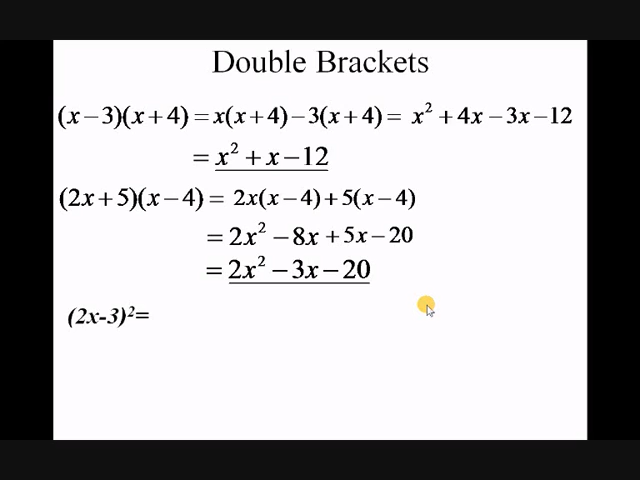 Double Brackets
(x−3)(x+4)=x(x+4)−3(x+4)= x²+4x−3x−12
=x²+x−12
(2x+5)(x−4)= 2x(x−4)+5(x−4)
=2x²−8x+5x−20
=2x²−3x−20
(2x-3)²=